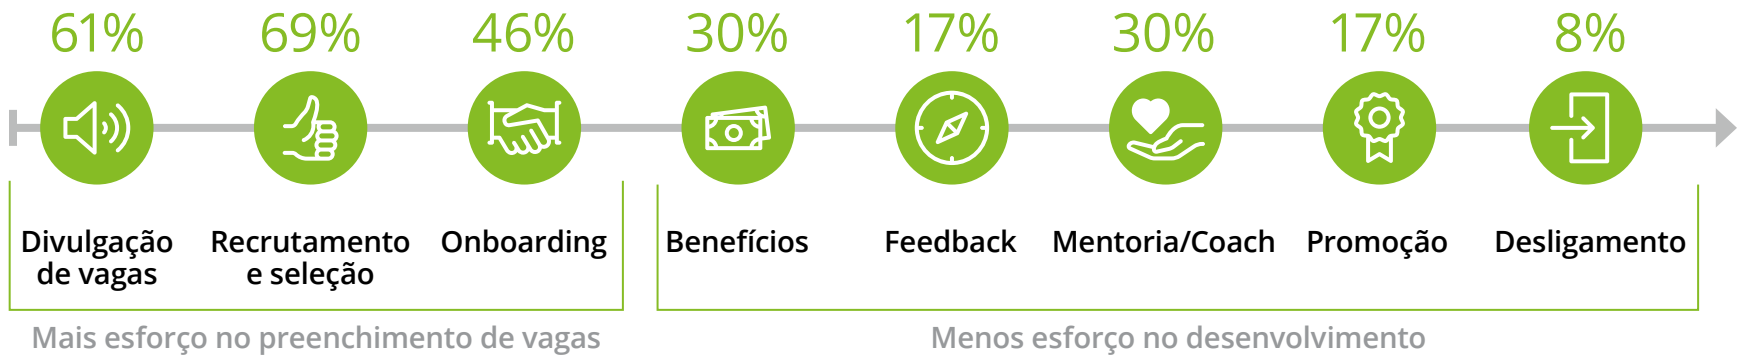 61% 69% 46% 30% 17% 30% 17% 8%
Divulgação de vagas
Recrutamento e seleção
Onboarding
Benefícios
Feedback
Mentoria/Coach
Promoção
Desligamento
Mais esforço no preenchimento de vagas
Menos esforço no desenvolvimento